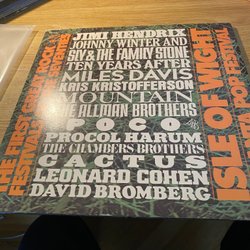 THE FIRST GREAT ROCK
FESTIVALS OF THE SEVENTIES
JIMI HENDRIX
JOHNNY WINTER AND
SLY & THE FAMILY STONE
TEN YEARS AFTER
MILES DAVIS
KRIS KRISTOFFERSON
MOUNTAIN
THE ALLMAN BROTHERS
POCO
PROCOL HARUM
THE CHAMBERS BROTHERS
CACTUS
LEONARD COHEN
DAVID BROMBERG
ISLE OF WIGHT
POP FESTIVAL